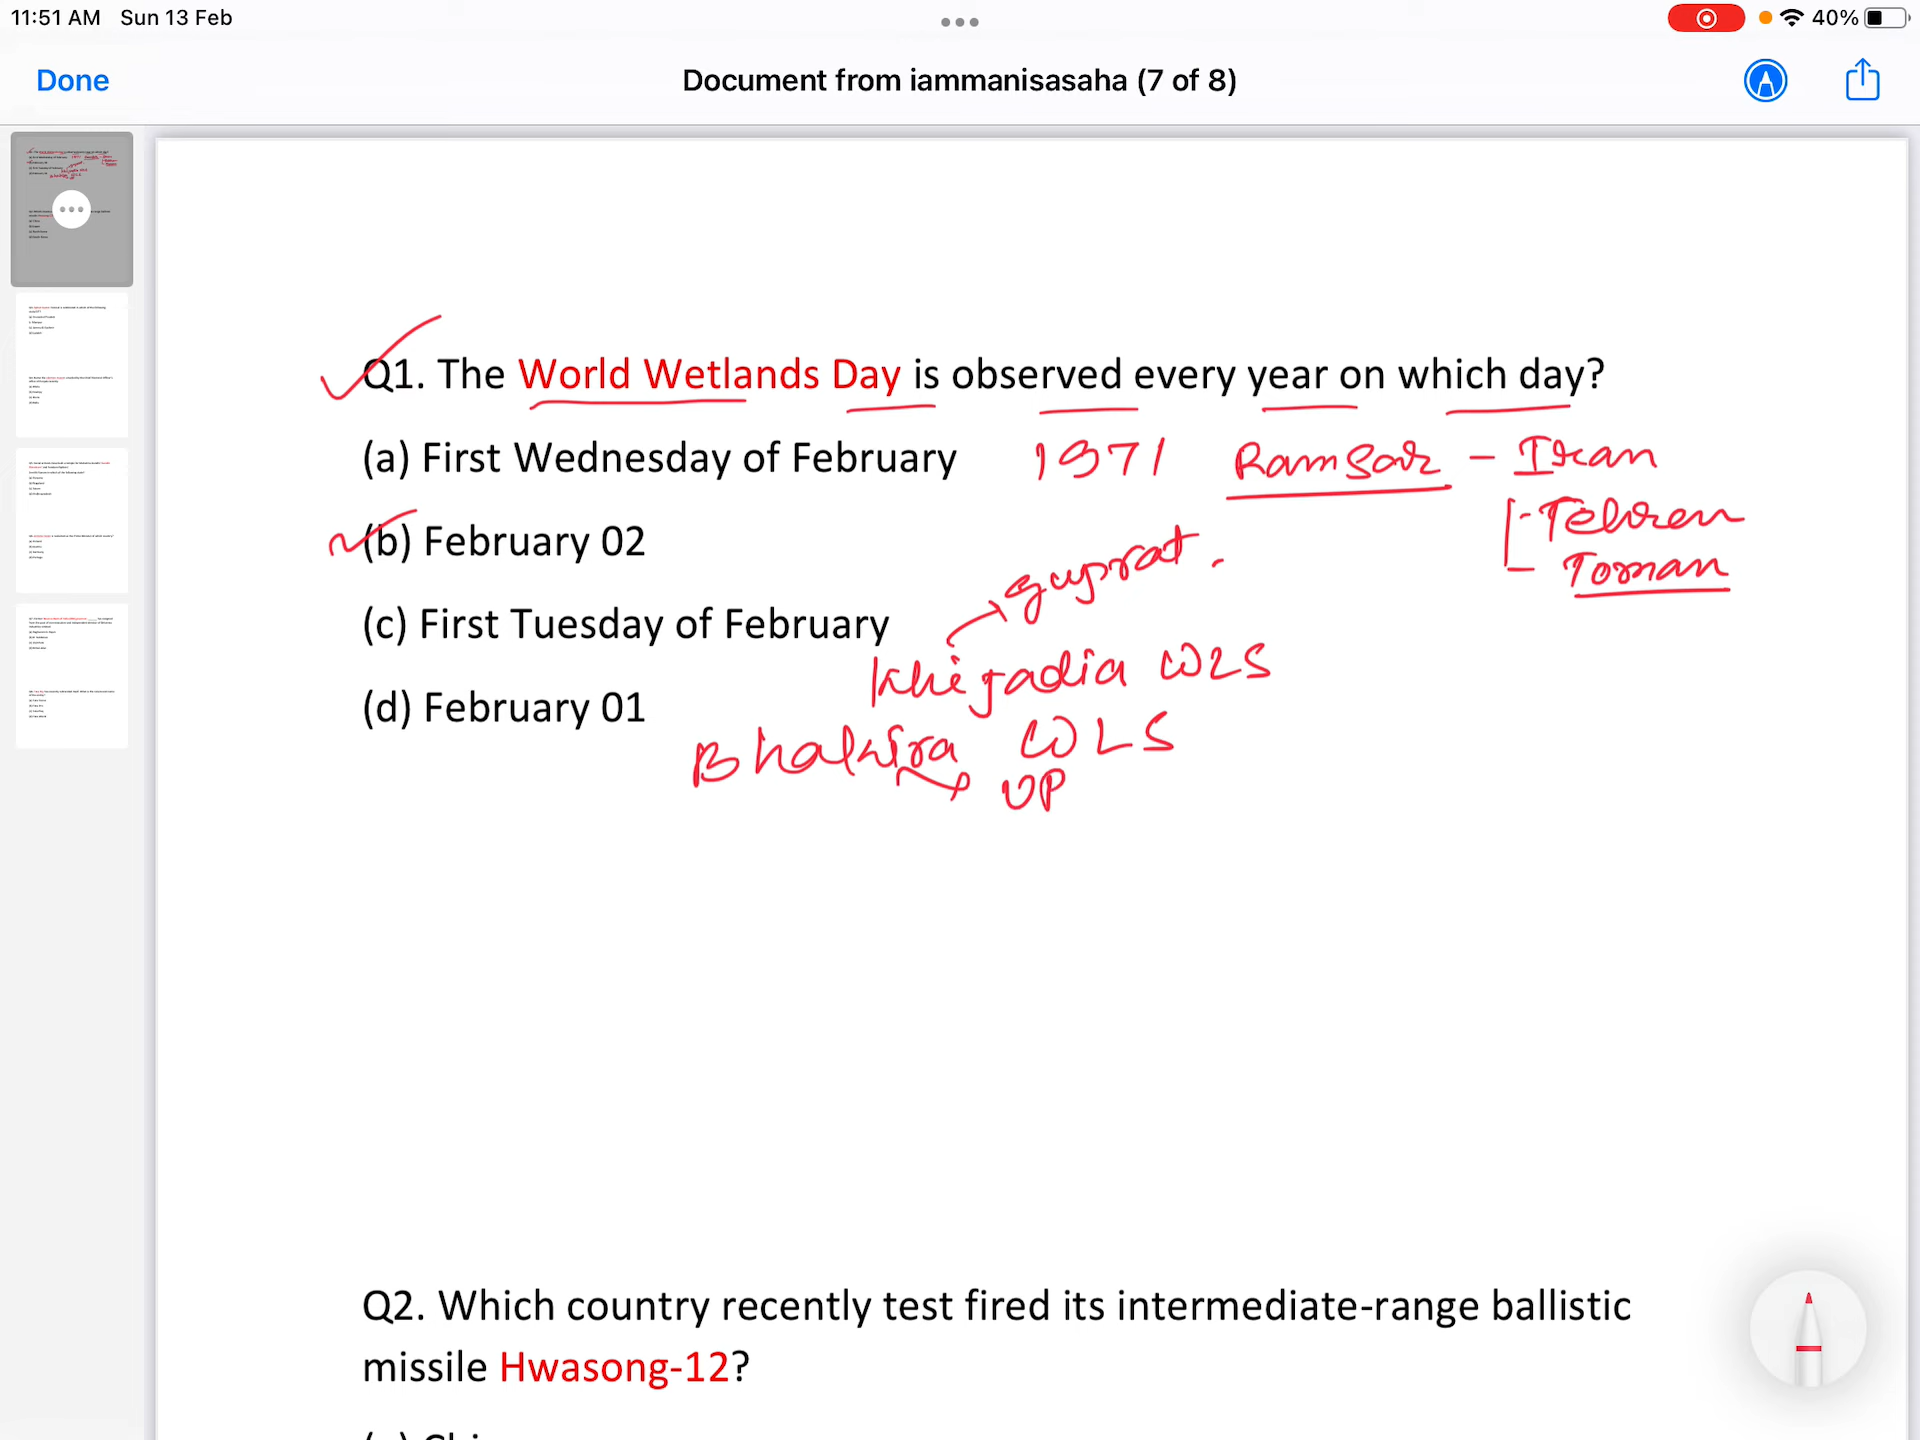 11:51 AM Sun 13 Feb
40%
Done
Document from iammanisasaha (7 of 8)
Q1. The World Wetlands Day is observed every year on which day?
(a) First Wednesday of February 1971 Ramsar - Iran
- Tehren
(b) February 02 gujrat.
- Toman
(c) First Tuesday of February
Khijadia WLS
(d) February 01
Bhakira WLS
UP
Q2. Which country recently test fired its intermediate-range ballistic
missile Hwasong-12?